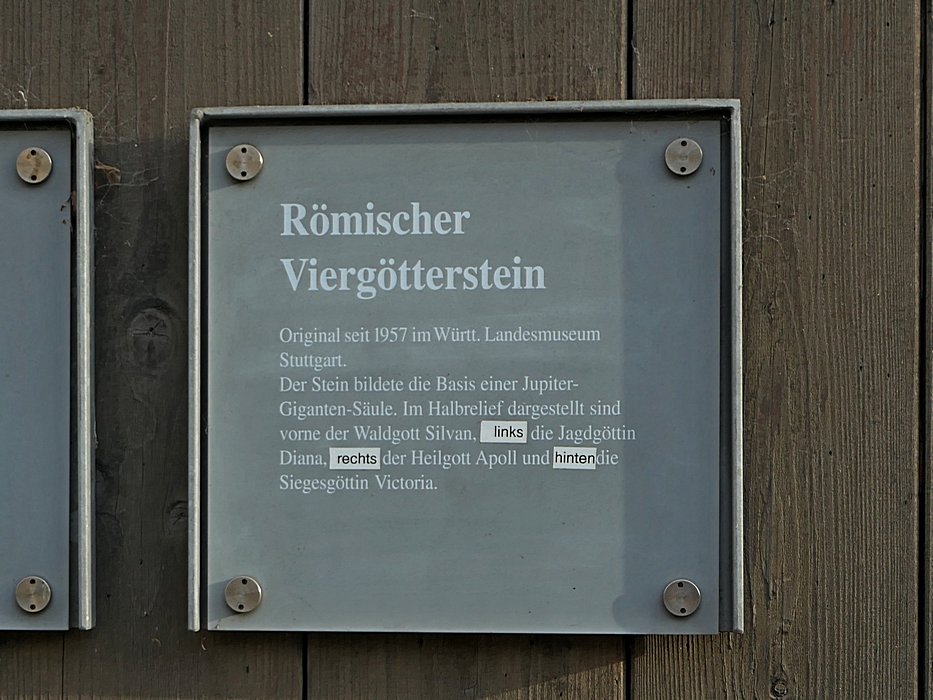 Römischer
Viergötterstein
Original seit 1957 im Württ. Landesmuseum
Stuttgart.
Der Stein bildete die Basis einer Jupiter-
Giganten-Säule. Im Halbrelief dargestellt sind
vorne der Waldgott Silvan, links die Jagdgöttin
Diana, rechts der Heilgott Apoll und hinten die
Siegesgöttin Victoria.